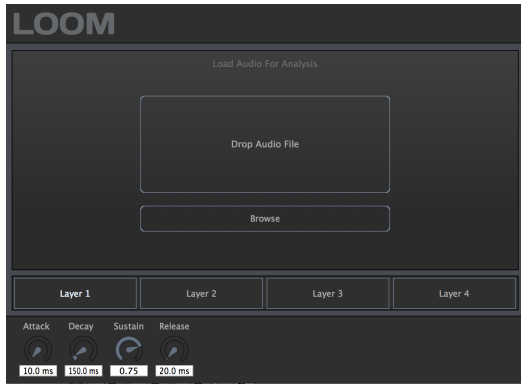 LOOM
Load Audio For Analysis
Drop Audio File
Browse
Layer 1 Layer 2 Layer 3 Layer 4
Attack Decay Sustain Release
10.0 ms 150.0 ms 0.75 20.0 ms